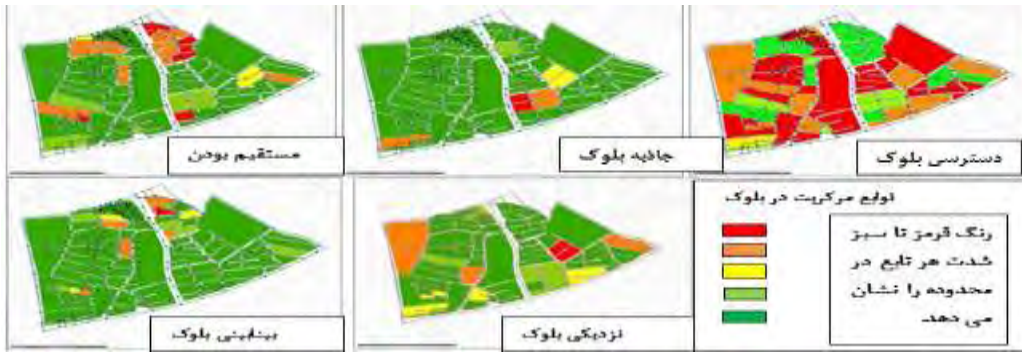 مستقیم بودن
جاذبه بلوک
دسترسی بلوک
بینابینی بلوک
نزدیکی بلوک
توابع مرکزیت در بلوک
رنگ قرمز تا سبز
شدت هر تابع در
محدوده را نشان
می دهد.